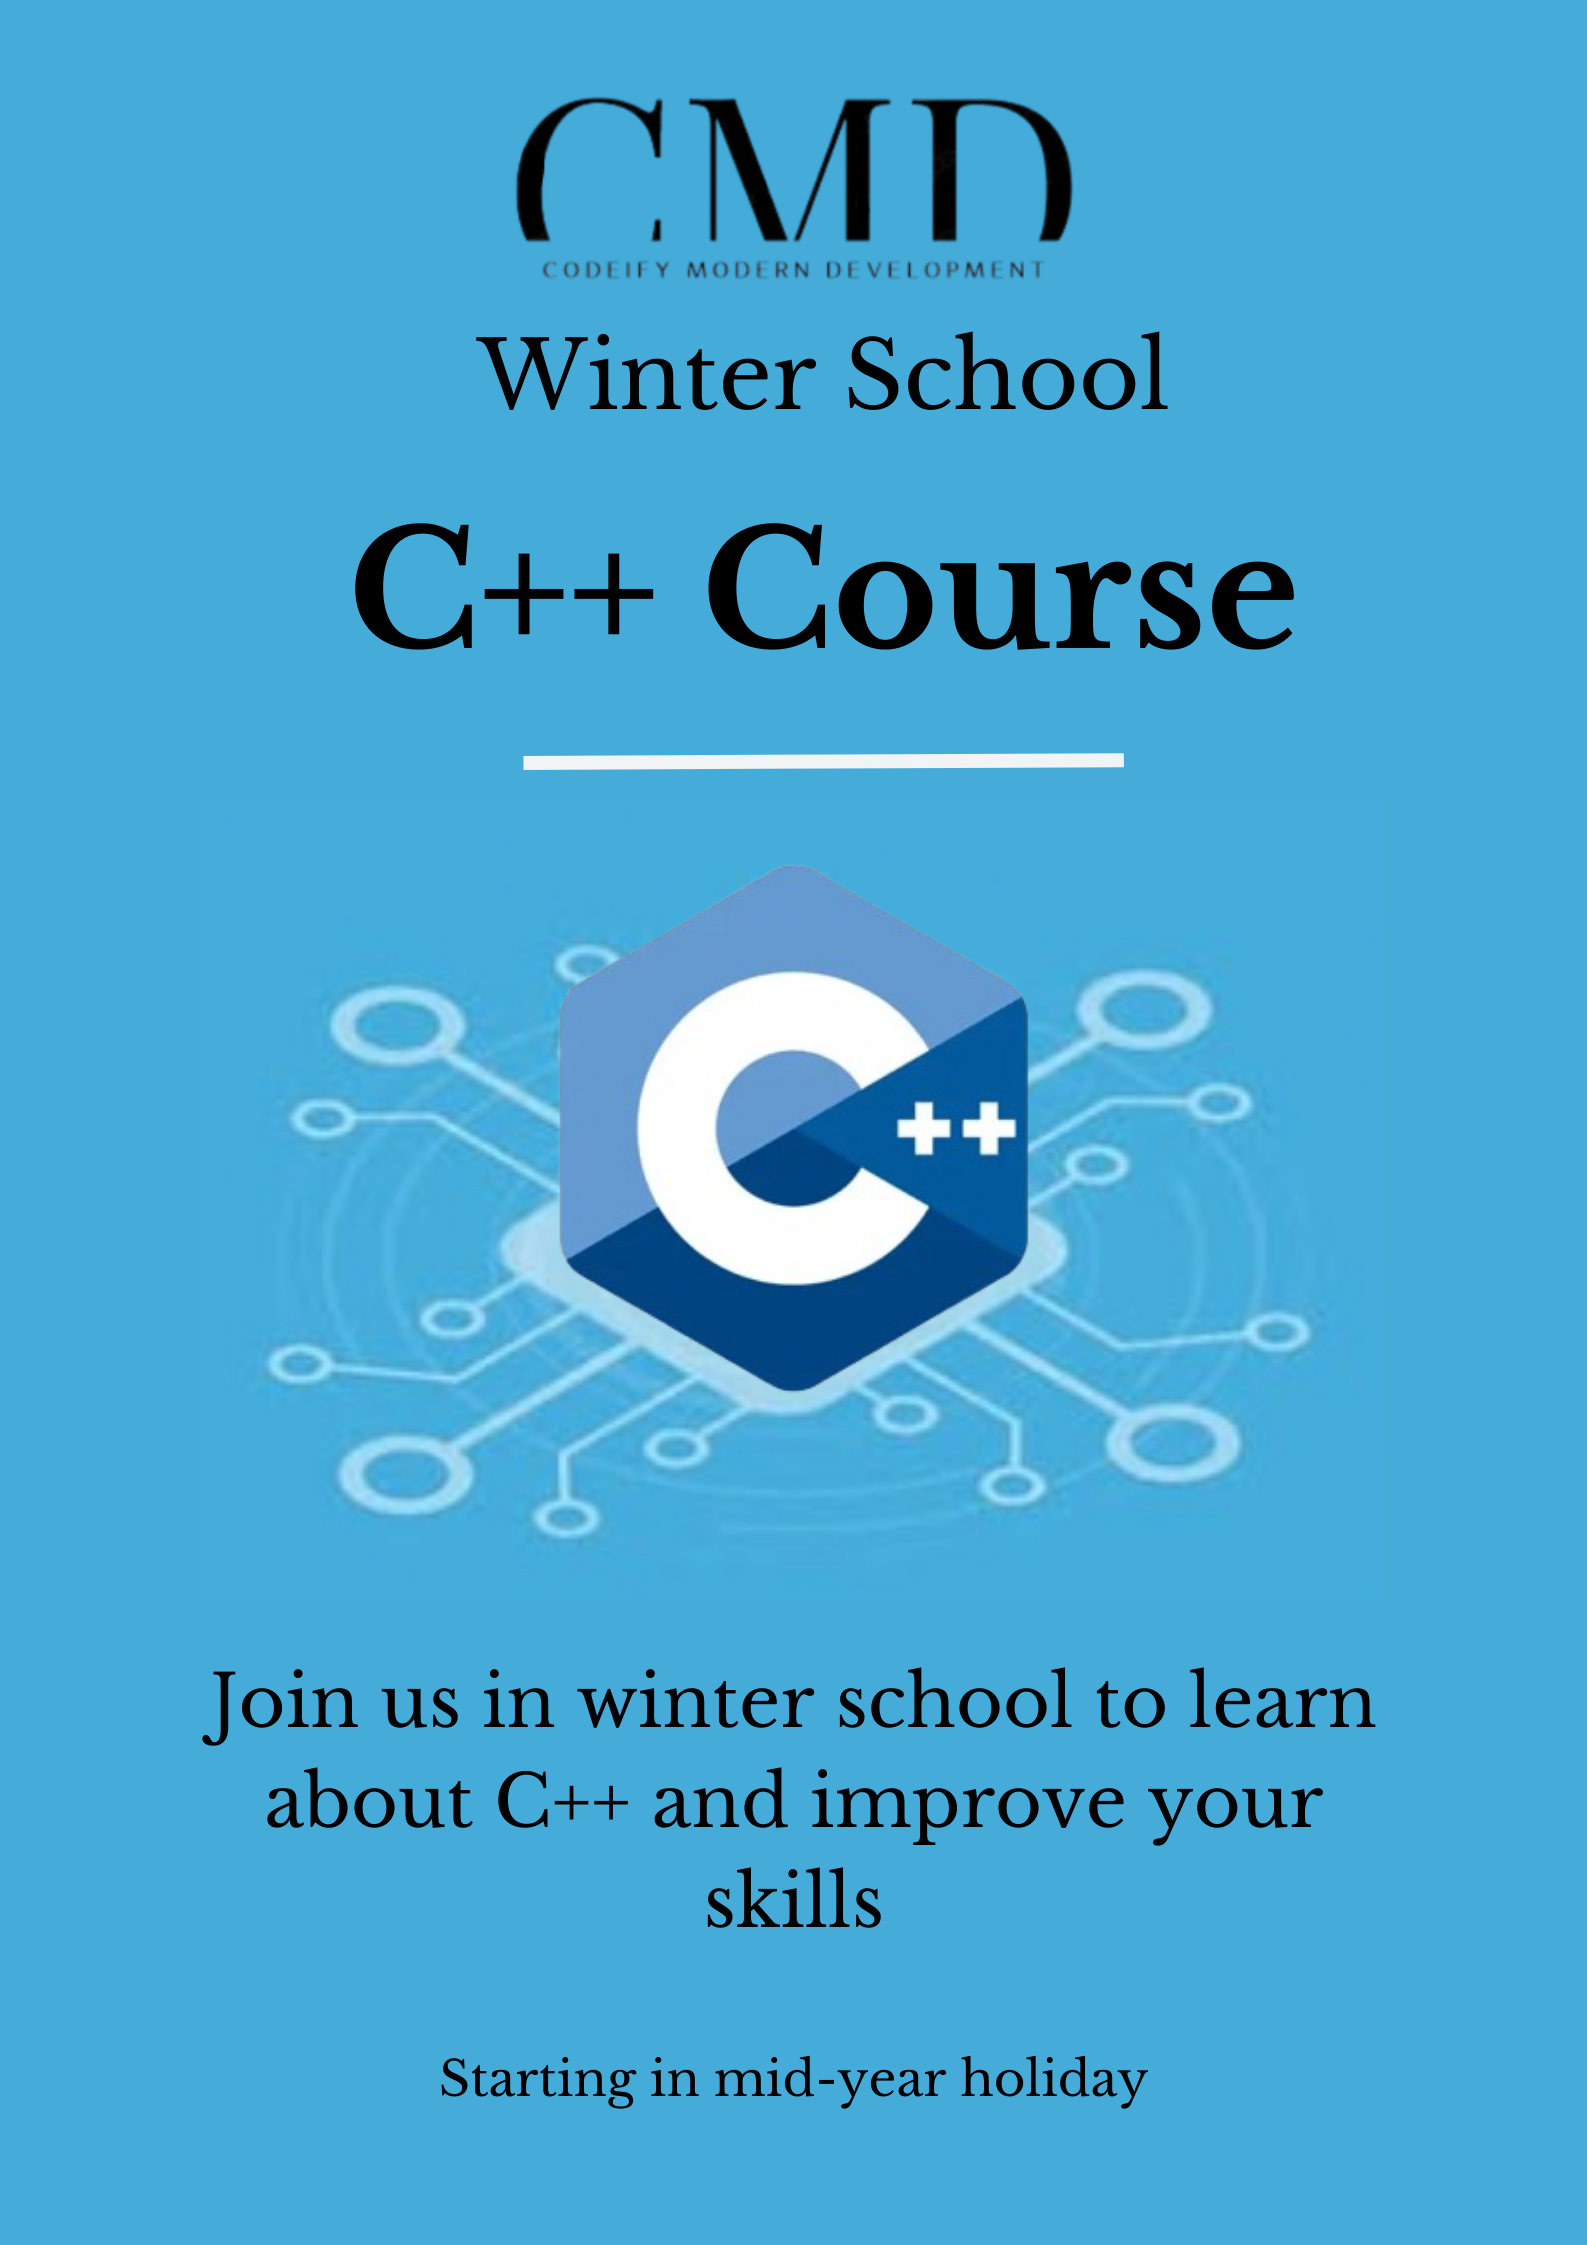 CMD
CODEIFY MODERN DEVELOPMENT
Winter School
C++ Course
C++
Join us in winter school to learn
about C++ and improve your
skills
Starting in mid-year holiday